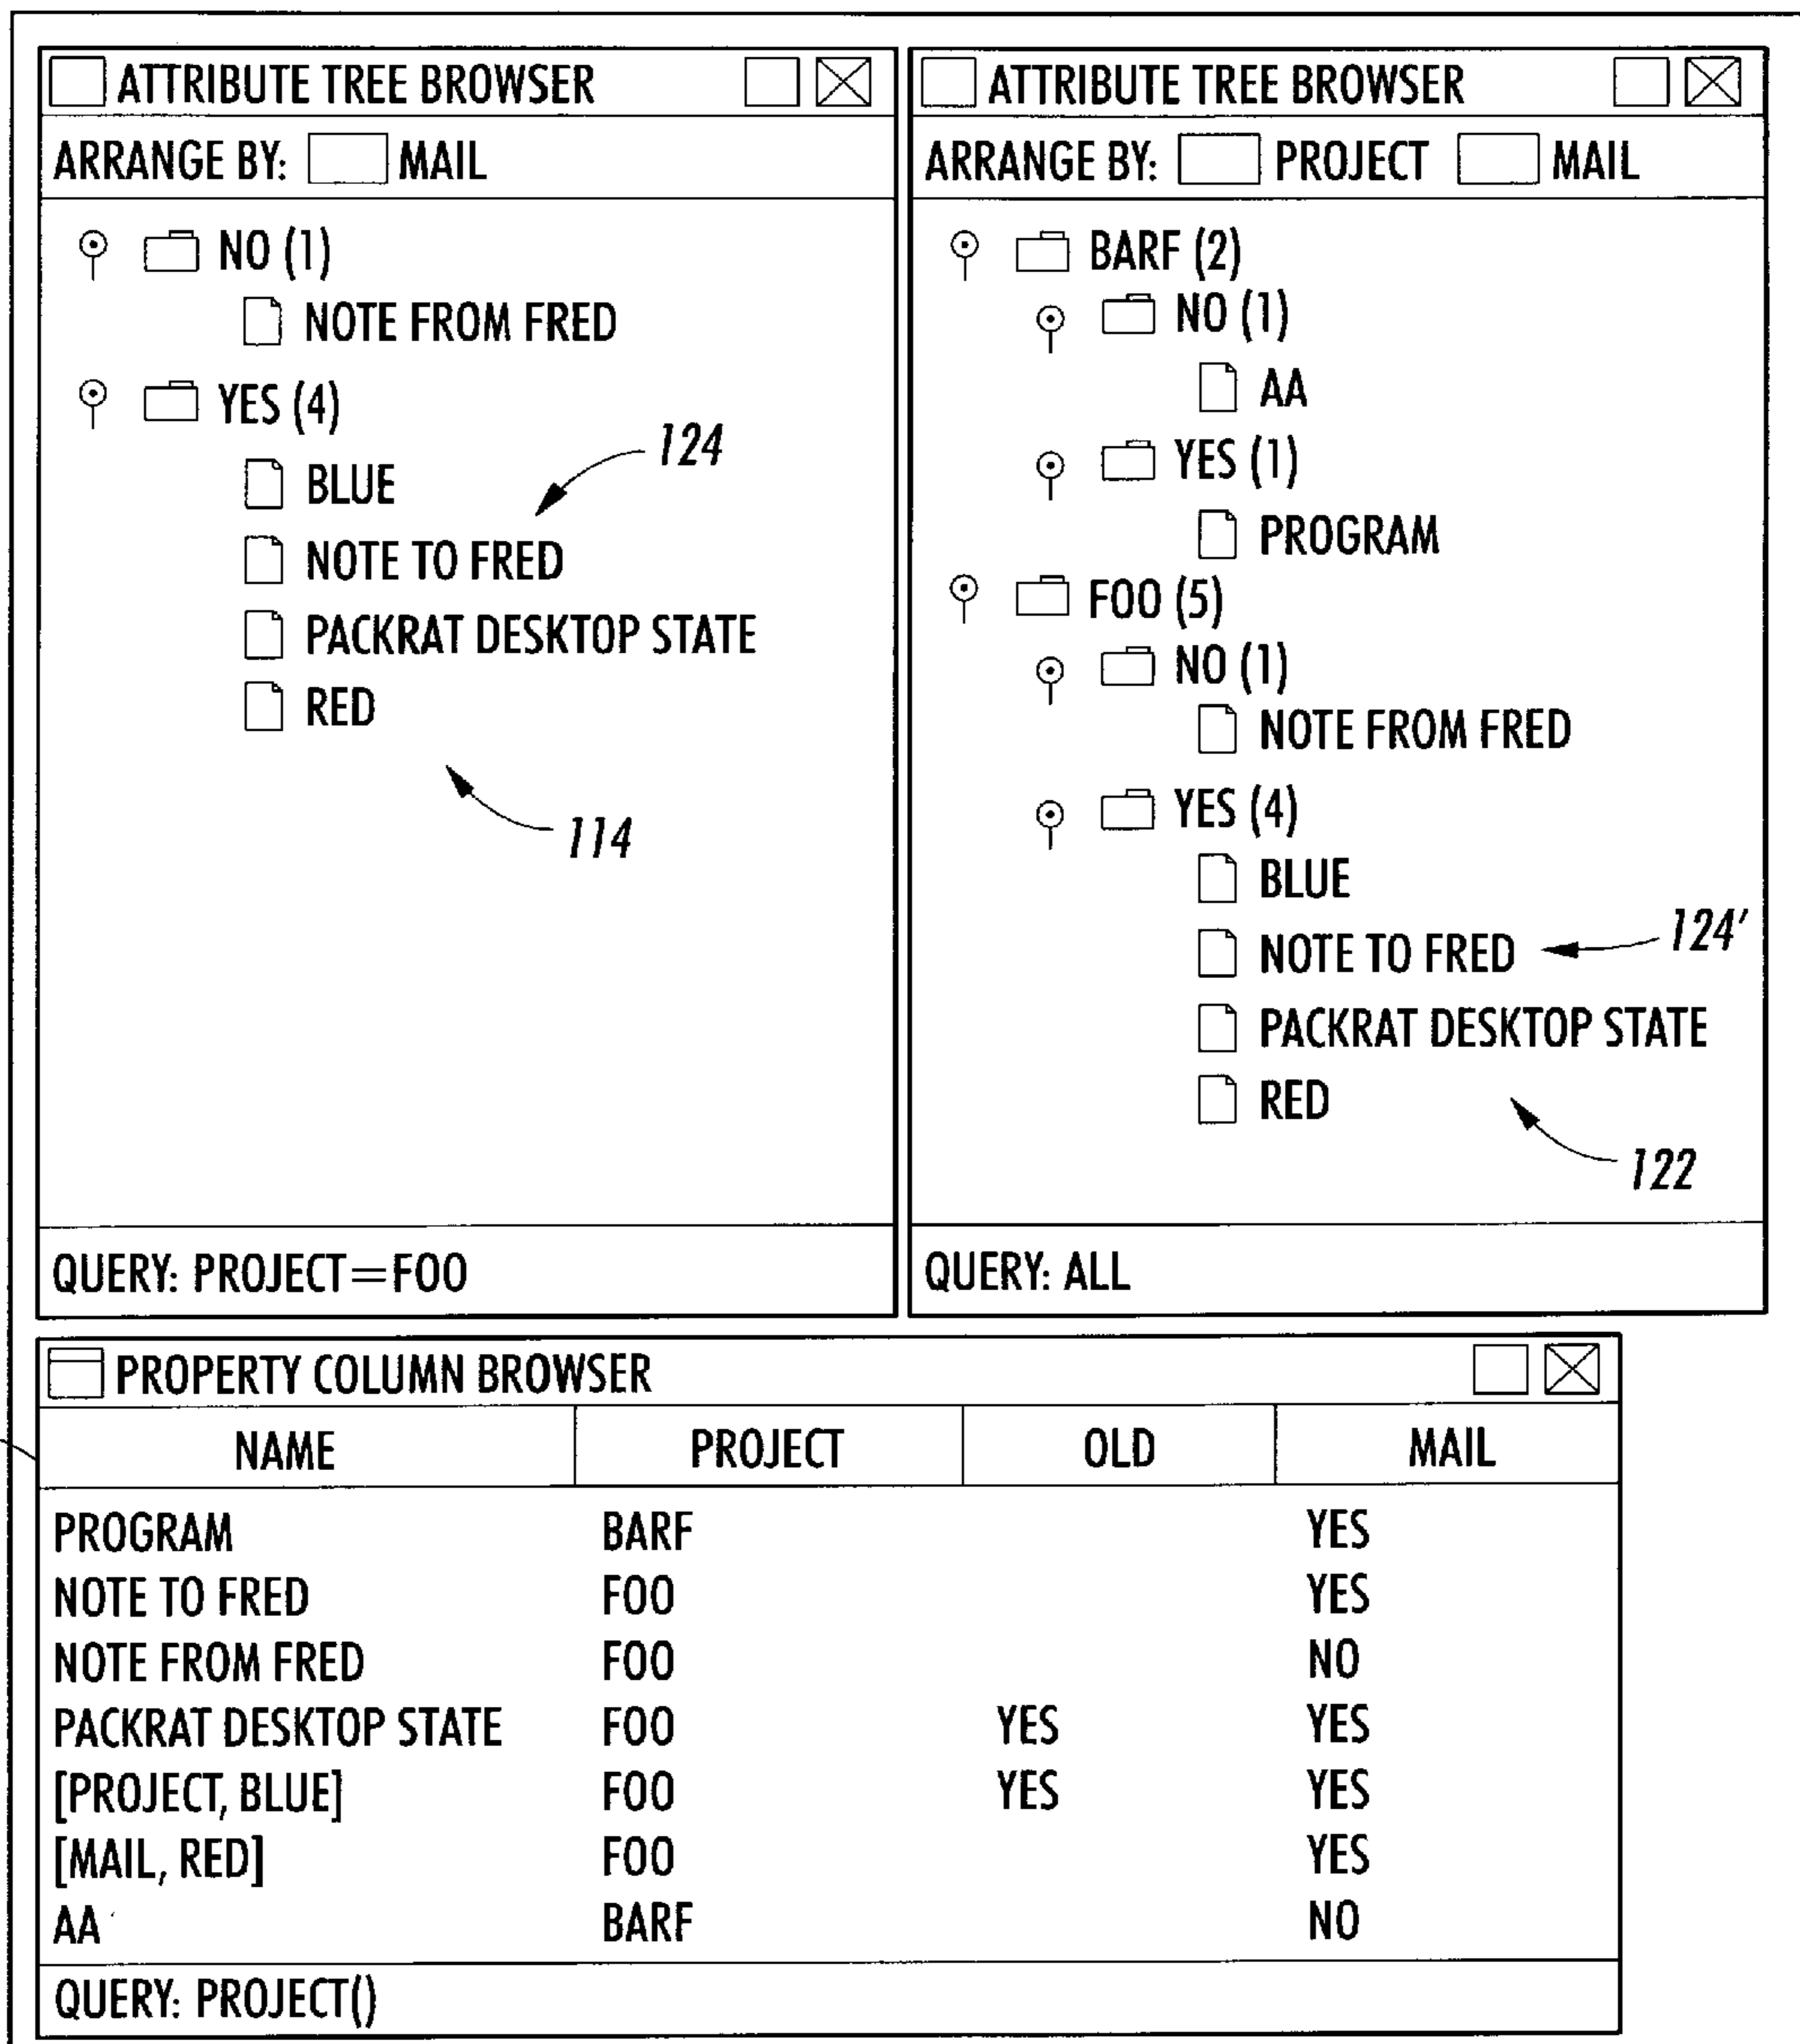 ATTRIBUTE TREE BROWSER
ARRANGE BY: MAIL
NO (1)
NOTE FROM FRED
YES (4)
124
BLUE
NOTE TO FRED
PACKRAT DESKTOP STATE
RED
114
QUERY: PROJECT=FOO
ATTRIBUTE TREE BROWSER
ARRANGE BY: PROJECT MAIL
BARF (2)
NO (1)
AA
YES (1)
PROGRAM
FOO (5)
NO (1)
NOTE FROM FRED
YES (4)
BLUE
NOTE TO FRED 124'
PACKRAT DESKTOP STATE
RED
122
QUERY: ALL
PROPERTY COLUMN BROWSER
NAME PROJECT OLD MAIL
PROGRAM BARF YES
NOTE TO FRED FOO YES
NOTE FROM FRED FOO NO
PACKRAT DESKTOP STATE FOO YES YES
[PROJECT, BLUE] FOO YES YES
[MAIL, RED] FOO YES
AA BARF NO
QUERY: PROJECT()